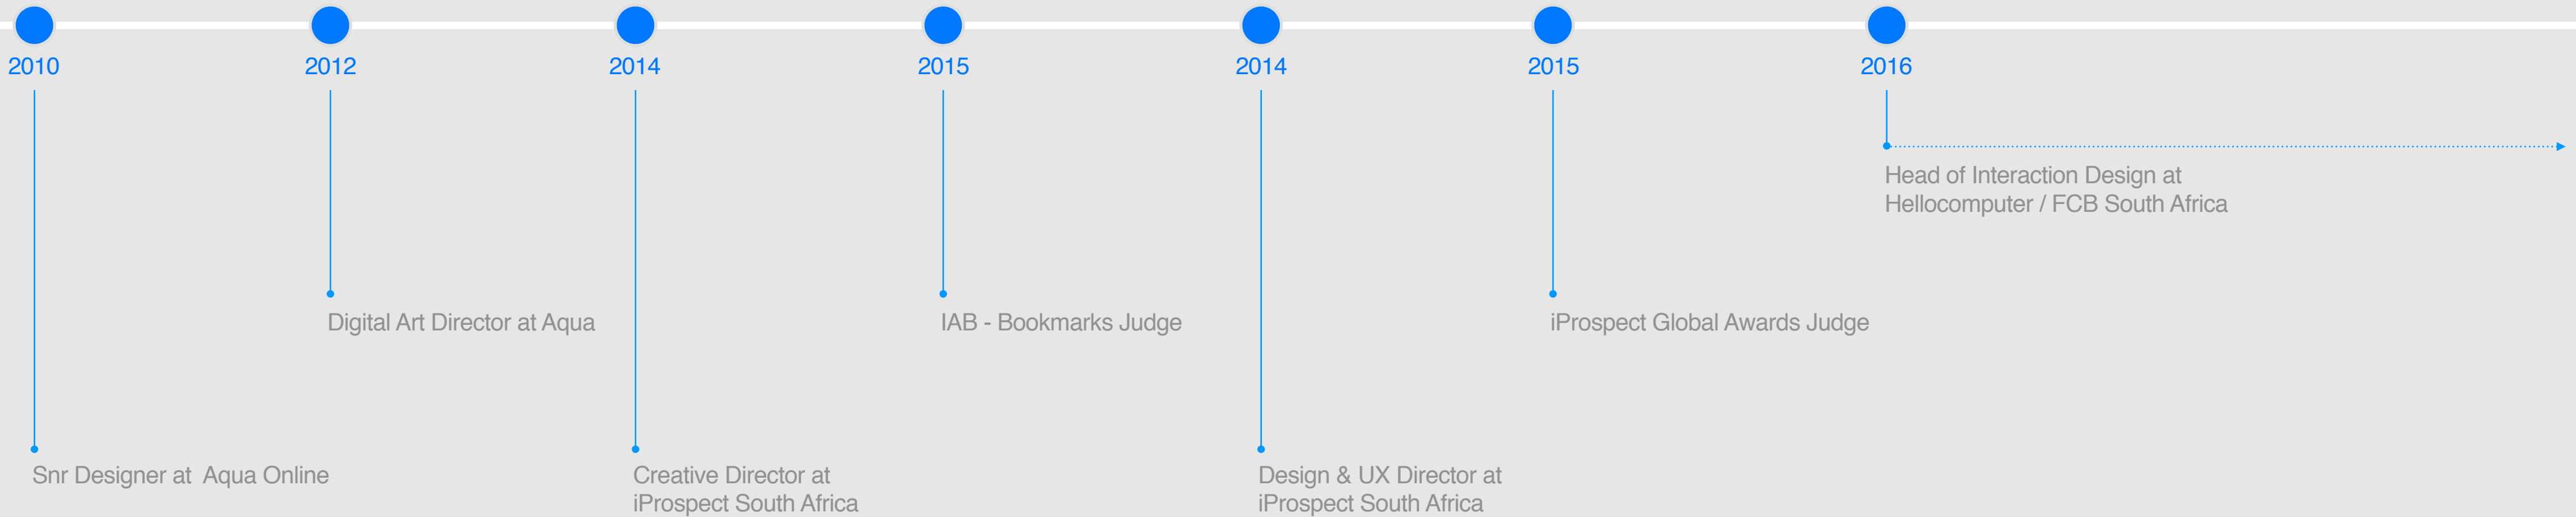 2010
2012
2014
2015
2014
2015
2016
Head of Interaction Design at
Hellocomputer / FCB South Africa
Digital Art Director at Aqua
IAB - Bookmarks Judge
iProspect Global Awards Judge
Snr Designer at  Aqua Online
Creative Director at
iProspect South Africa
Design & UX Director at
iProspect South Africa